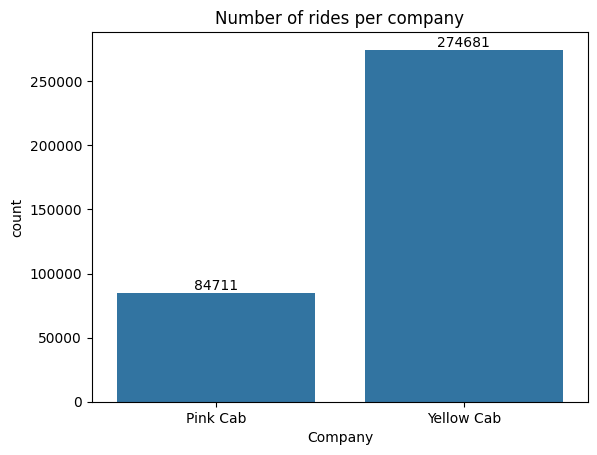 Number of rides per company
274681
250000
200000
150000
100000
84711
50000
0
count
Pink Cab
Yellow Cab
Company